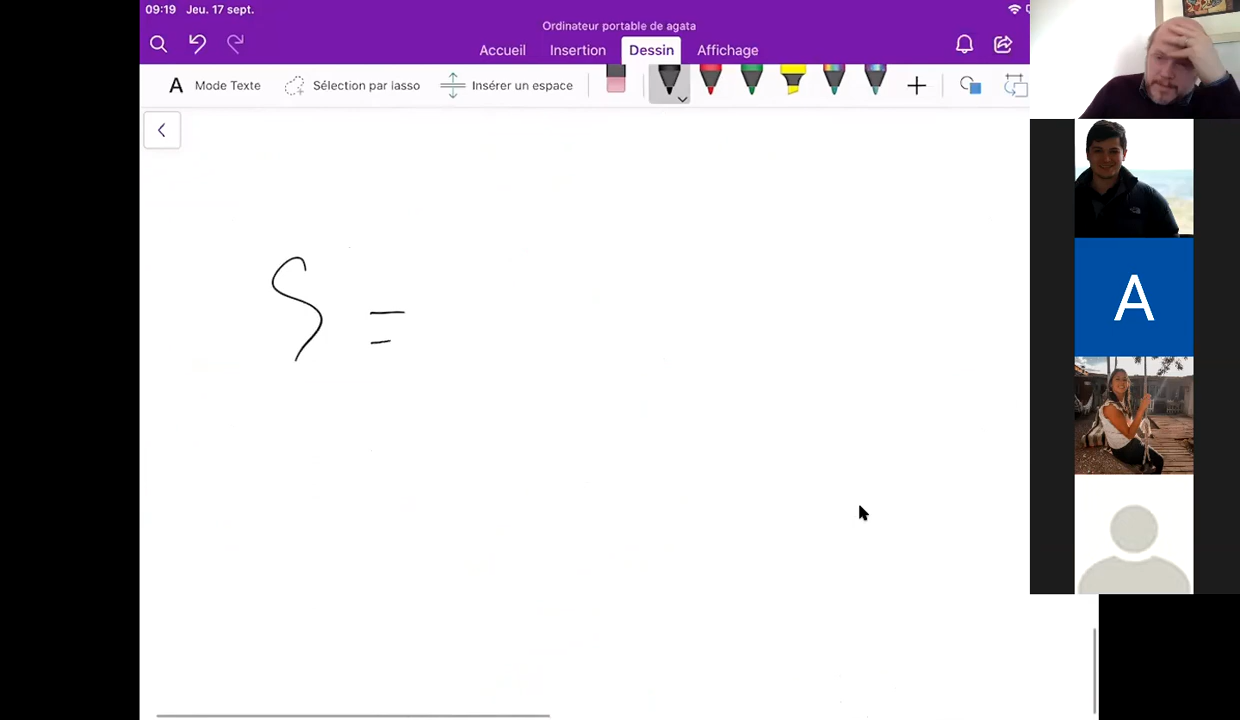 09:19 Jeu. 17 sept.
Ordinateur portable de agata
Accueil Insertion Dessin Affichage
A Mode Texte Sélection par lasso Insérer un espace
S =
A